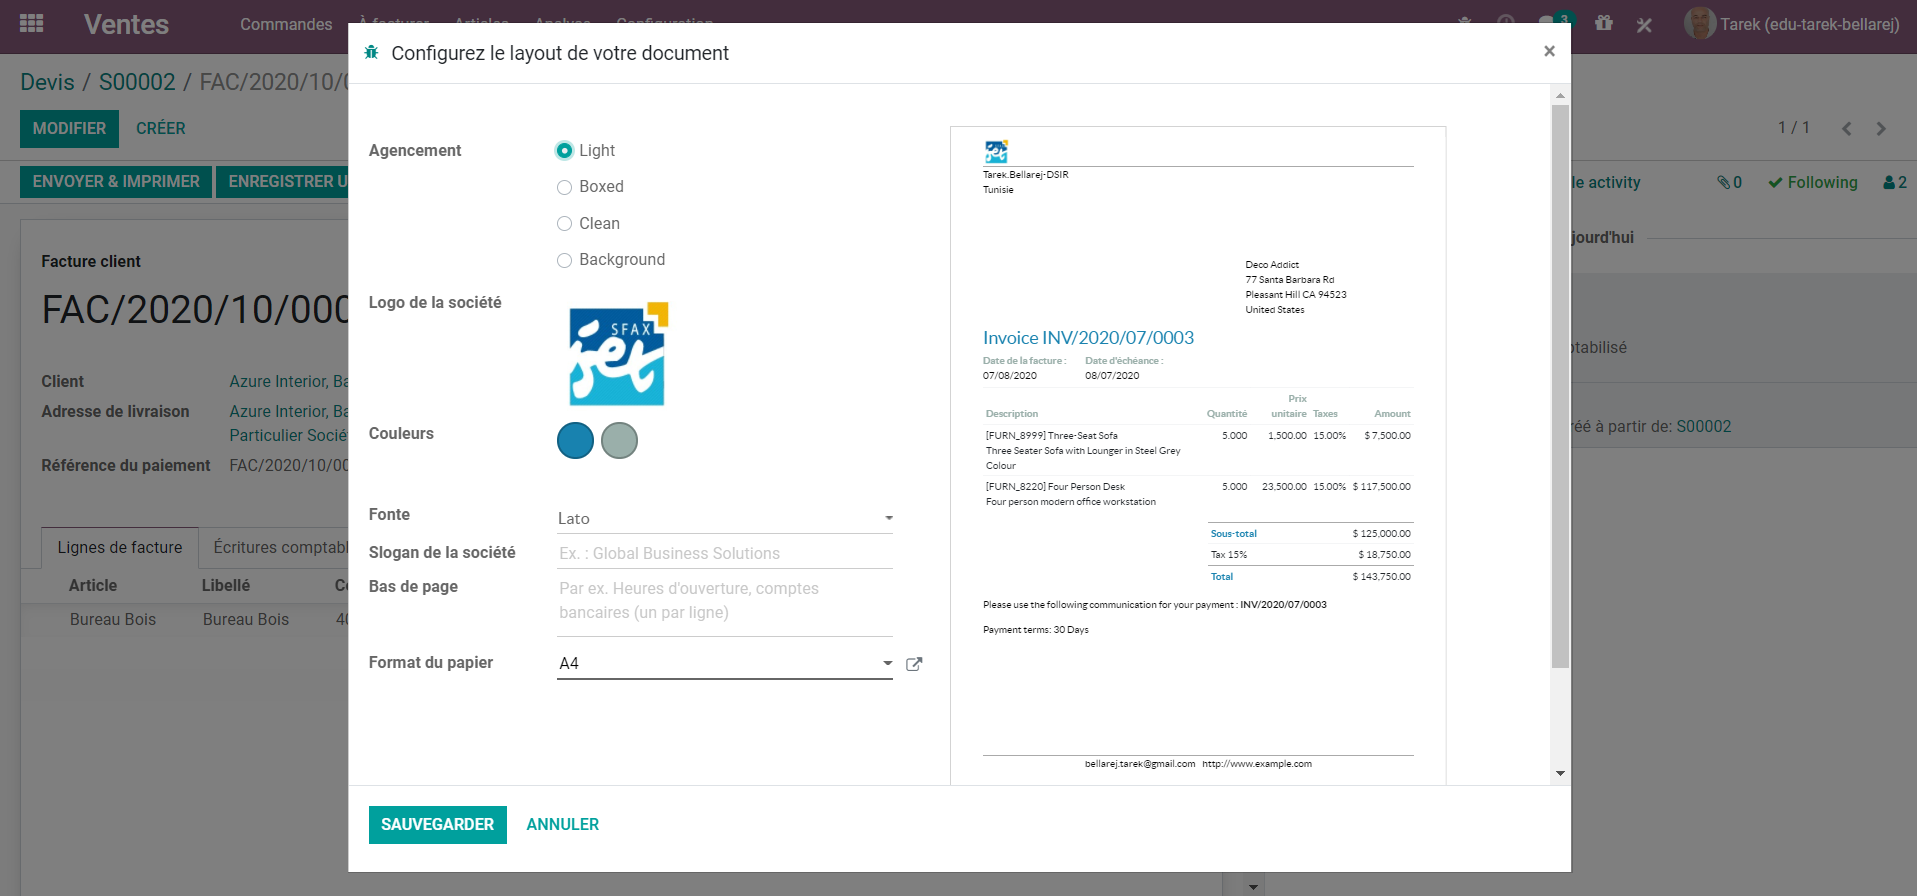 Ventes
Commandes
3
Tarek (edu-tarek-bellarej)
Devis / S00002 / FAC/2020/10/0
MODIFIER
CRÉER
1 / 1
ENVOYER & IMPRIMER
ENREGISTRER U
le activity
0
Following
2
jourd'hui
Facture client
FAC/2020/10/000
Client
Azure Interior, Ba
Adresse de livraison
Azure Interior, Ba
Particulier Socié
Référence du paiement
FAC/2020/10/00
ptabilisé
réé à partir de: S00002
Lignes de facture
Écritures comptabl
Article
Libellé
Bureau Bois
Bureau Bois
40
Configurez le layout de votre document
×
Agencement
Light
Boxed
Clean
Background
Logo de la société
SFAX
iset
Couleurs
Fonte
Lato
Slogan de la société
Ex. : Global Business Solutions
Bas de page
Par ex. Heures d'ouverture, comptes
bancaires (un par ligne)
Format du papier
A4
Tarek.Bellarej-DSIR
Tunisie
Deco Addict
77 Santa Barbara Rd
Pleasant Hill CA 94523
United States
Invoice INV/2020/07/0003
Date de la facture : Date d'échéance :
07/08/2020 08/07/2020
Description Quantité Prix unitaire Taxes Amount
[FURN_8999] Three-Seat Sofa 5.000 1,500.00 15.00% $ 7,500.00
Three Seater Sofa with Lounger in Steel Grey
Colour
[FURN_8220] Four Person Desk 5.000 23,500.00 15.00% $ 117,500.00
Four person modern office workstation
Sous-total $ 125,000.00
Tax 15% $ 18,750.00
Total $ 143,750.00
Please use the following communication for your payment : INV/2020/07/0003
Payment terms: 30 Days
bellarej.tarek@gmail.com http://www.example.com
SAUVEGARDER
ANNULER